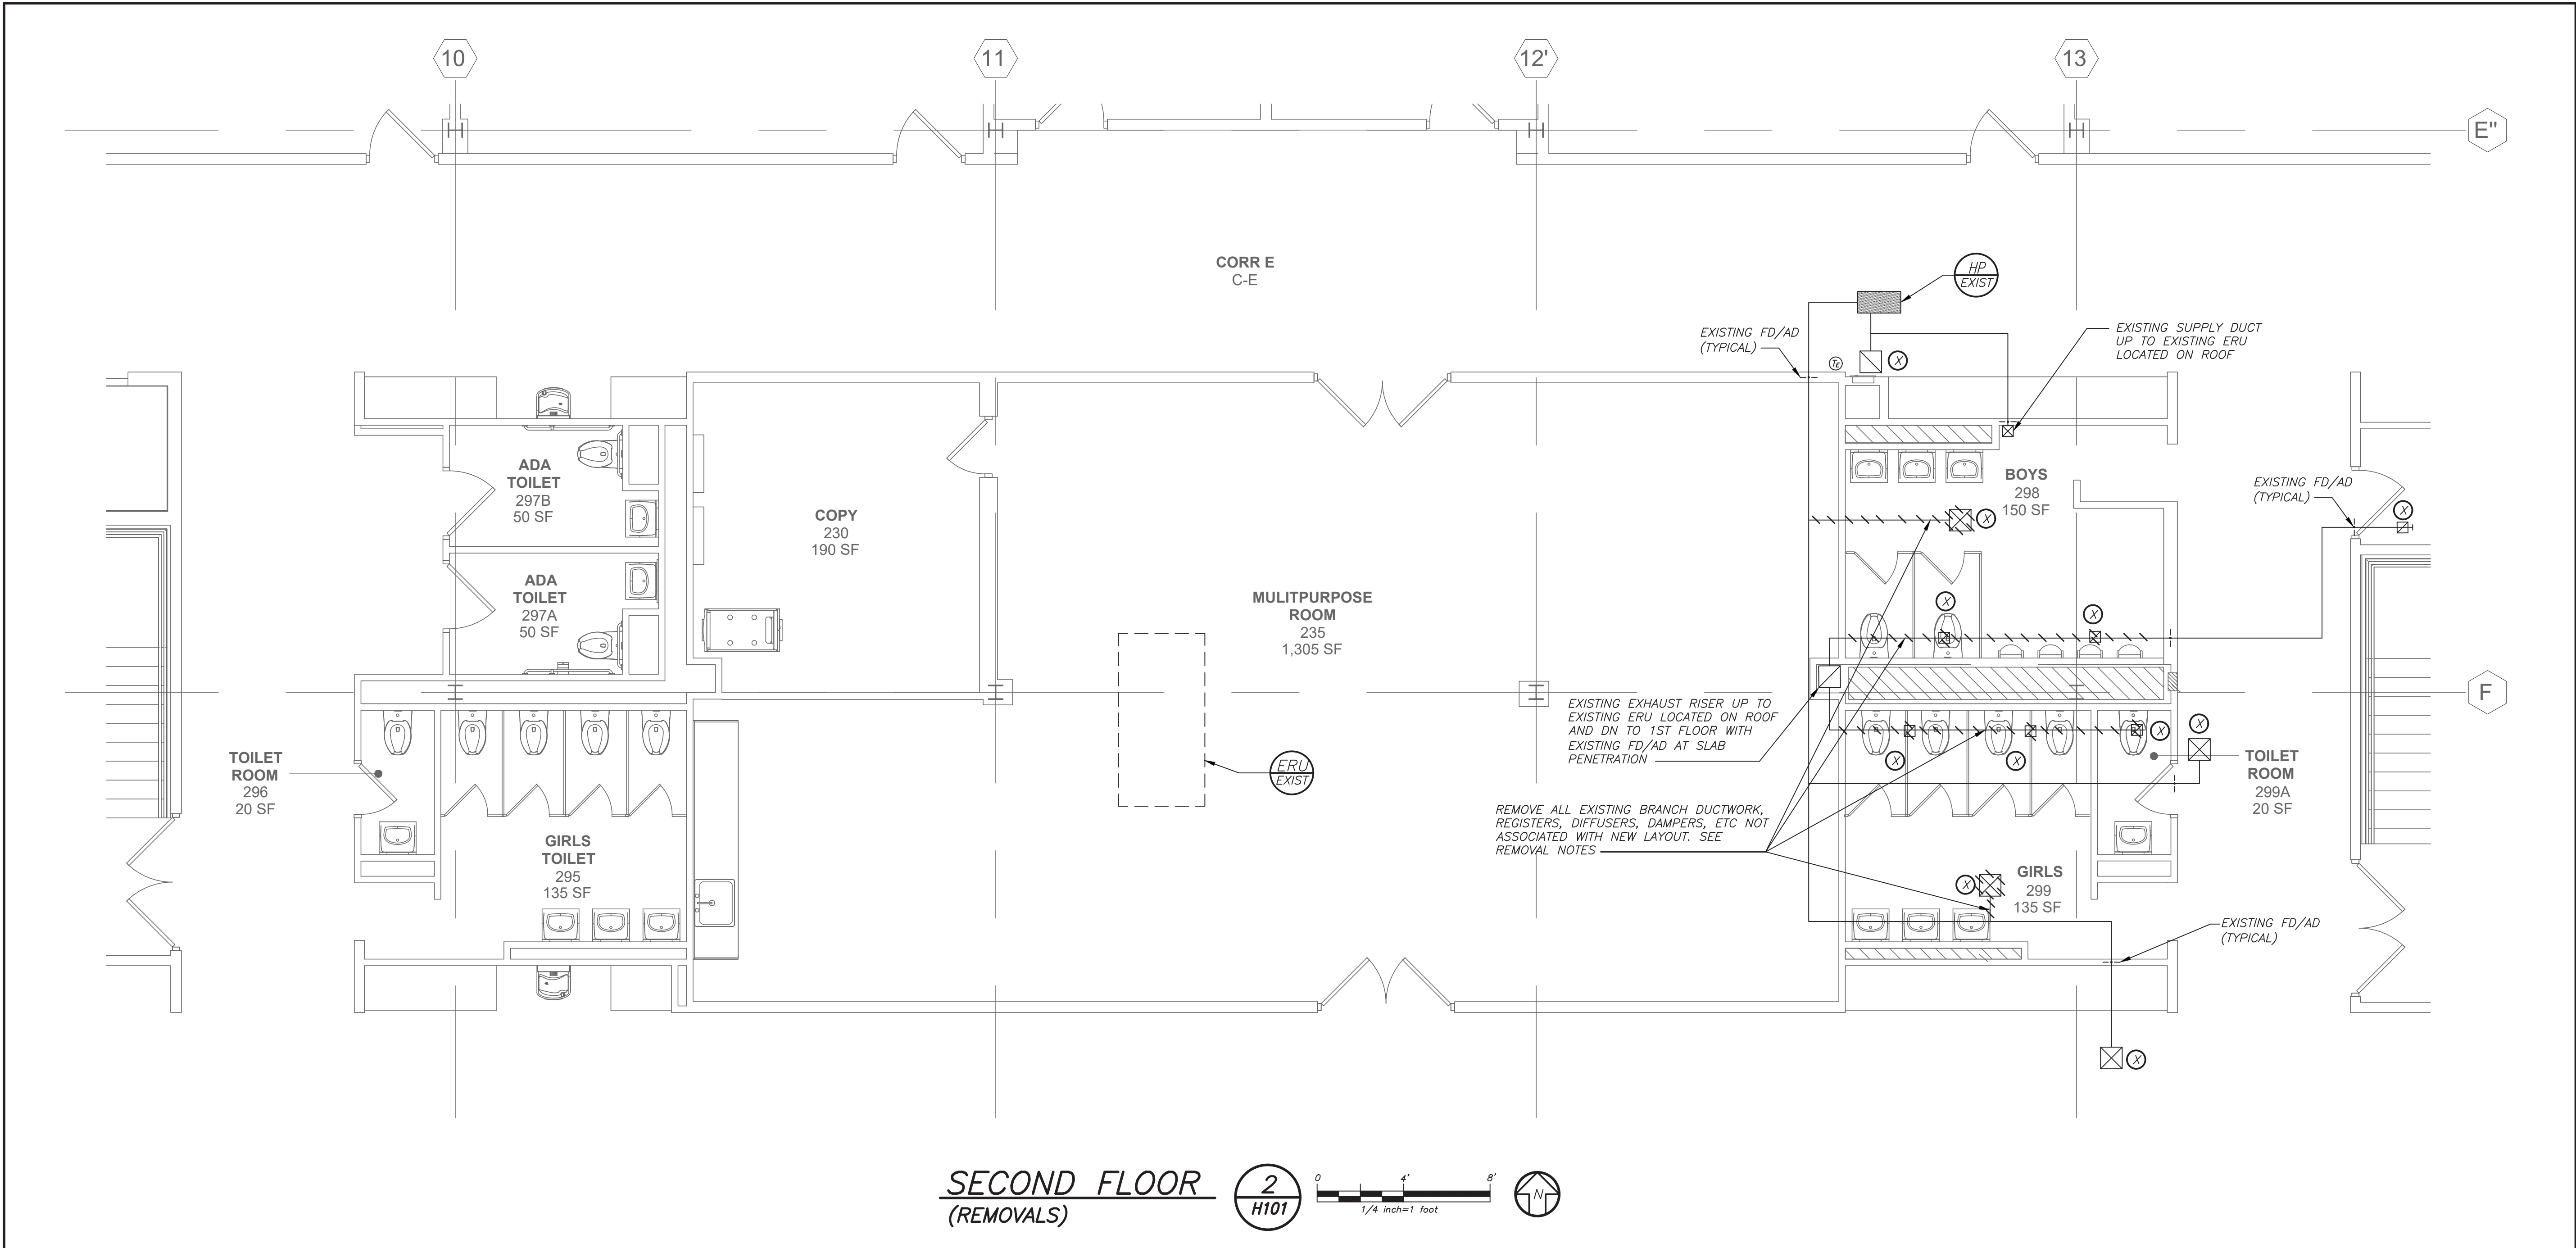 10
11
12'
13
E"
CORR E
C-E
HP
EXIST
EXISTING FD/AD
(TYPICAL)
TE
X
EXISTING SUPPLY DUCT
UP TO EXISTING ERU
LOCATED ON ROOF
ADA
TOILET
297B
50 SF
COPY
230
190 SF
BOYS
298
150 SF
X
EXISTING FD/AD
(TYPICAL)
X
ADA
TOILET
297A
50 SF
MULITPURPOSE
ROOM
235
1,305 SF
X
X
F
EXISTING EXHAUST RISER UP TO
EXISTING ERU LOCATED ON ROOF
AND DN TO 1ST FLOOR WITH
EXISTING FD/AD AT SLAB
PENETRATION
TOILET
ROOM
296
20 SF
ERU
EXIST
X
X
X
X
TOILET
ROOM
299A
20 SF
REMOVE ALL EXISTING BRANCH DUCTWORK,
REGISTERS, DIFFUSERS, DAMPERS, ETC NOT
ASSOCIATED WITH NEW LAYOUT. SEE
REMOVAL NOTES
GIRLS
TOILET
295
135 SF
X
GIRLS
299
135 SF
EXISTING FD/AD
(TYPICAL)
X
SECOND FLOOR
(REMOVALS)
2
H101
0 4' 8'
1/4 inch=1 foot
N